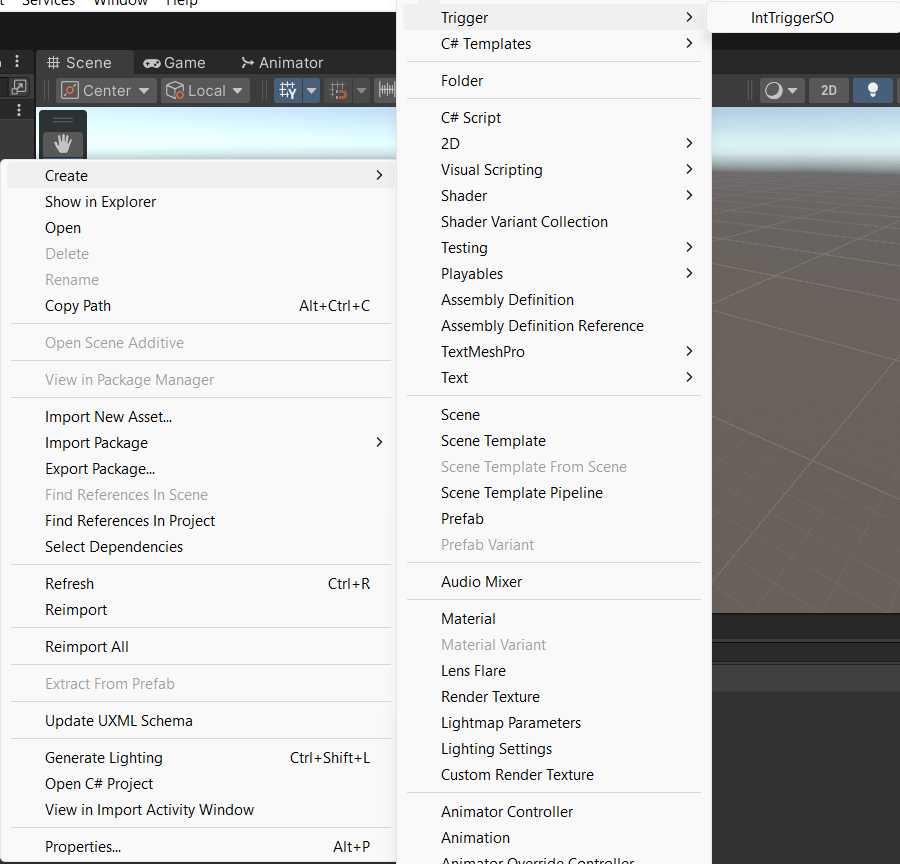 Services Window Help
Scene
Game
Animator
Center
Local
2D
Create
Show in Explorer
Open
Delete
Rename
Copy Path Alt+Ctrl+C
Open Scene Additive
View in Package Manager
Import New Asset...
Import Package
Export Package...
Find References In Scene
Find References In Project
Select Dependencies
Refresh Ctrl+R
Reimport
Reimport All
Extract From Prefab
Update UXML Schema
Generate Lighting Ctrl+Shift+L
Open C# Project
View in Import Activity Window
Properties... Alt+P
Trigger
C# Templates
Folder
C# Script
2D
Visual Scripting
Shader
Shader Variant Collection
Testing
Playables
Assembly Definition
Assembly Definition Reference
TextMeshPro
Text
Scene
Scene Template
Scene Template From Scene
Scene Template Pipeline
Prefab
Prefab Variant
Audio Mixer
Material
Material Variant
Lens Flare
Render Texture
Lightmap Parameters
Lighting Settings
Custom Render Texture
Animator Controller
Animation
Animator Override Controller
IntTriggerSO